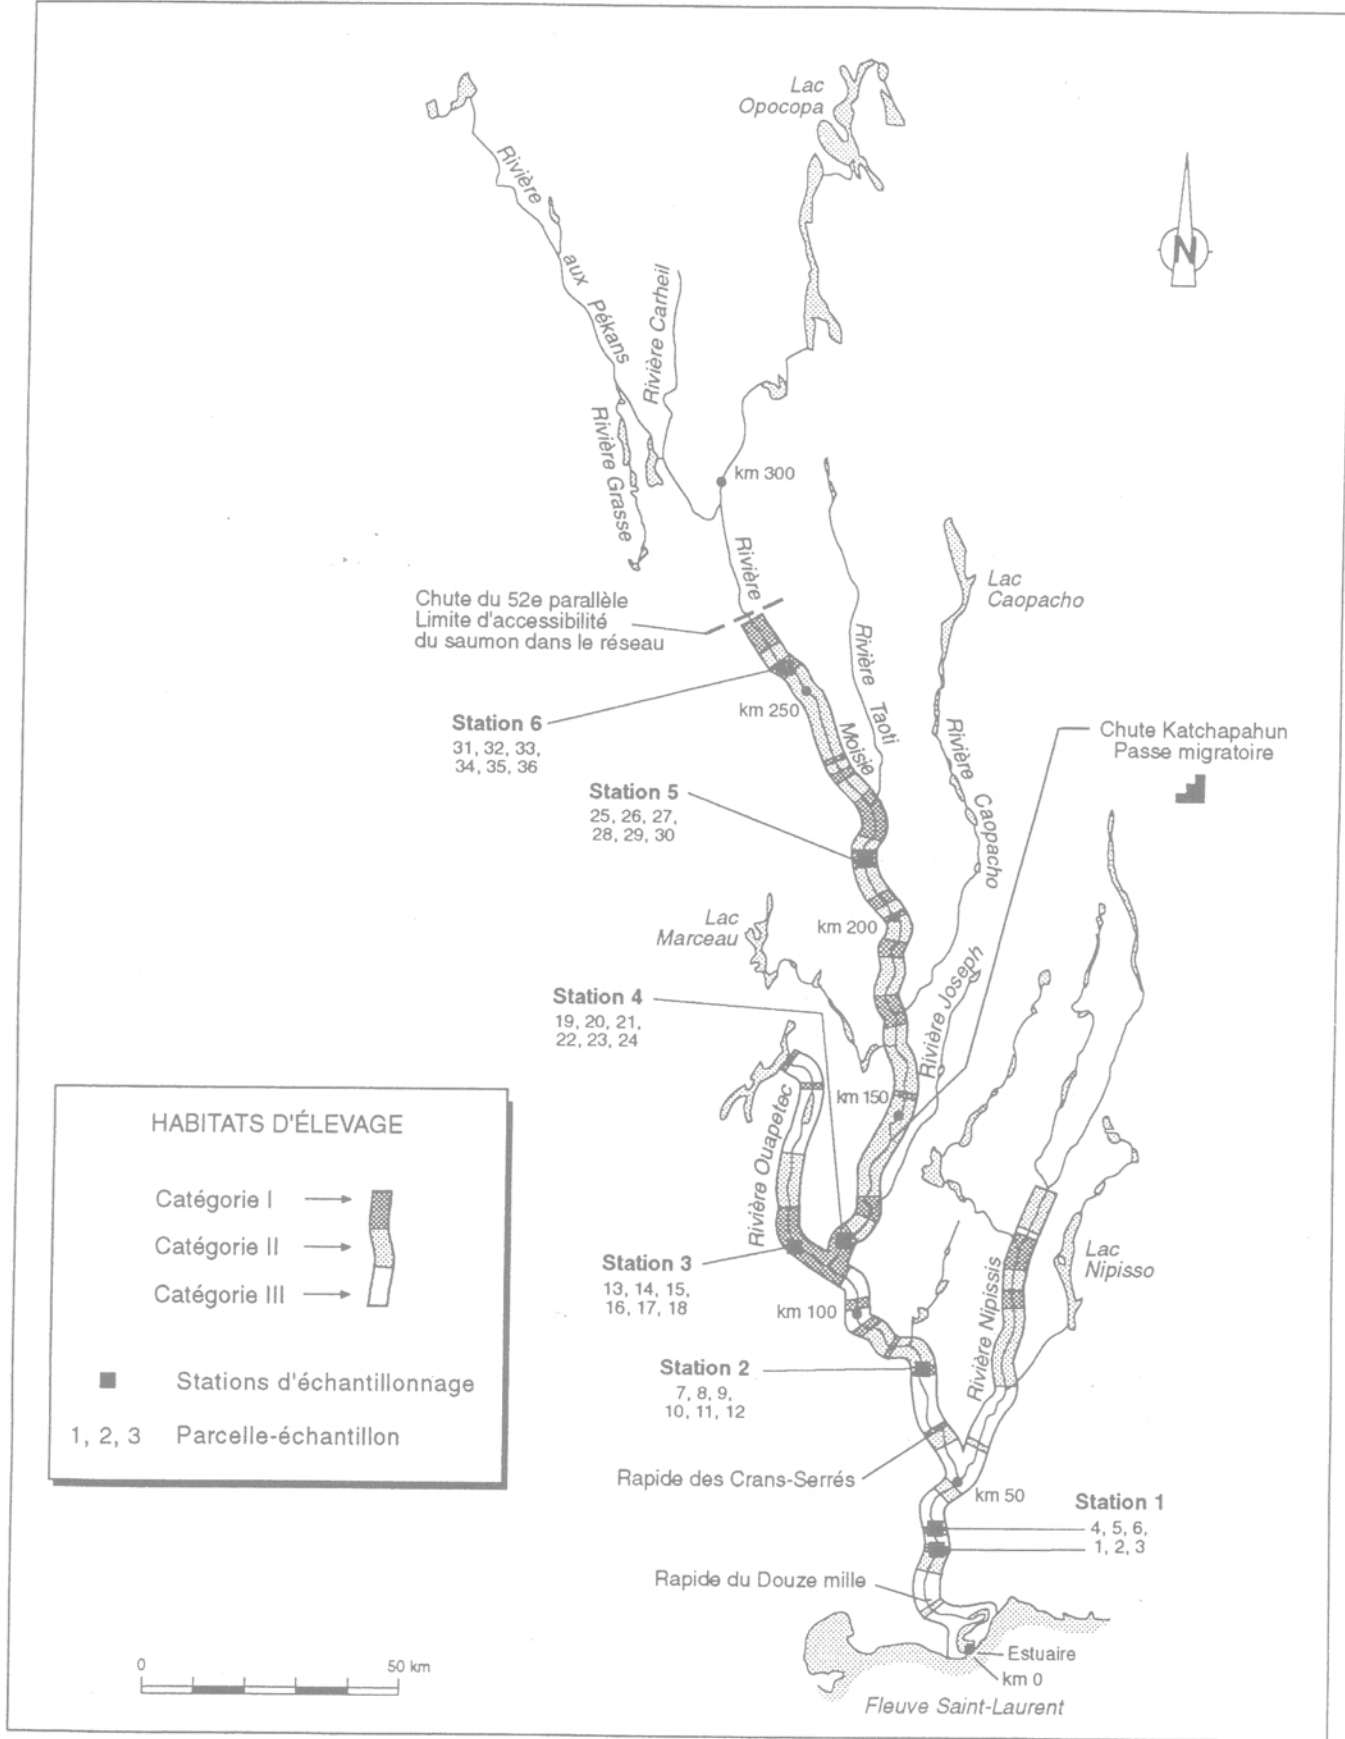 Lac
Opocopa
Rivière
aux Pékans
Rivière Carheil
Rivière Grasse
N
km 300
Rivière
Moisie
Rivière
Taoti
Lac
Caopacho
Rivière
Caopacho
Chute du 52e parallèle
Limite d'accessibilité
du saumon dans le réseau
km 250
Station 6
31, 32, 33,
34, 35, 36
Chute Katchapahun
Passe migratoire
Station 5
25, 26, 27,
28, 29, 30
Lac
Marceau
km 200
Rivière Joseph
Station 4
19, 20, 21,
22, 23, 24
km 150
Rivière Ouapetec
HABITATS D'ÉLEVAGE
Catégorie I
Catégorie II
Catégorie III
Stations d'échantillonnage
1, 2, 3 Parcelle-échantillon
Station 3
13, 14, 15,
16, 17, 18
km 100
Lac
Nipisso
Rivière Nipissis
Station 2
7, 8, 9,
10, 11, 12
Rapide des Crans-Serrés
km 50
Station 1
4, 5, 6,
1, 2, 3
Rapide du Douze mille
Estuaire
km 0
Fleuve Saint-Laurent
0 50 km